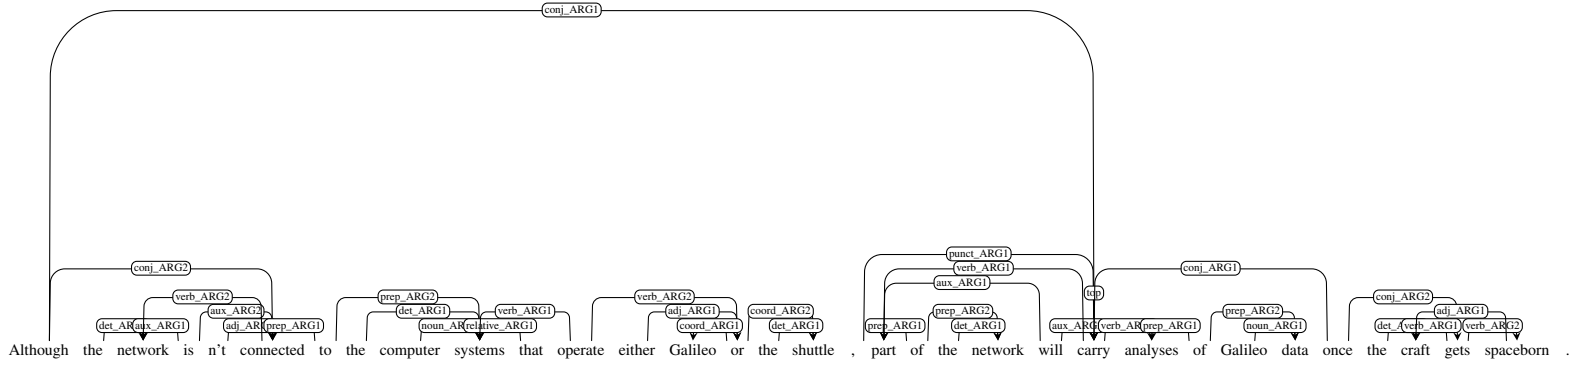 conj_ARG1
punct_ARG1
conj_ARG2 verb_ARG1 conj_ARG1
aux_ARG1
top
verb_ARG2 prep_ARG2 verb_ARG2 conj_ARG2
aux_ARG2 det_ARG1 verb_ARG1 adj_ARG1 coord_ARG2 prep_ARG2 prep_ARG2 adj_ARG1
aux_ARG1 prep_ARG1 relative_ARG1 coord_ARG1 det_ARG1 prep_ARG1 det_ARG1 prep_ARG1 noun_ARG1 verb_ARG1 verb_ARG2
Although the network is n't connected to the computer systems that operate either Galileo or the shuttle , part of the network will carry analyses of Galileo data once the craft gets spaceborn .